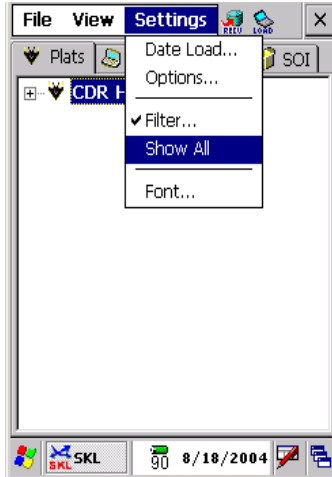 File View Settings RECV LOAD
Plats SOI
Date Load...
Options...
CDR H
Filter...
Show All
Font...
SKL SKL 90 8/18/2004